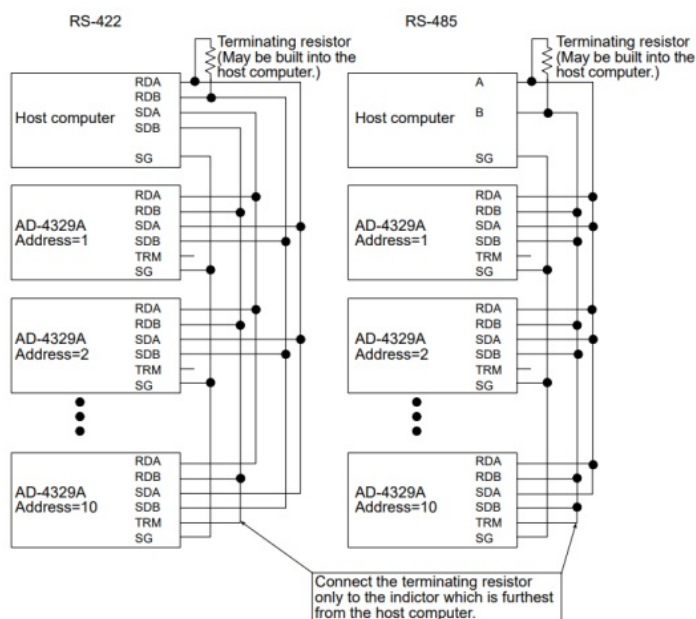 RS-422
Terminating resistor
(May be built into the
host computer.)
Host computer
RDA
RDB
SDA
SDB
SG
AD-4329A
Address=1
RDA
RDB
SDA
SDB
TRM
SG
AD-4329A
Address=2
RDA
RDB
SDA
SDB
TRM
SG
AD-4329A
Address=10
RDA
RDB
SDA
SDB
TRM
SG
RS-485
Terminating resistor
(May be built into the
host computer.)
Host computer
A
B
SG
AD-4329A
Address=1
RDA
RDB
SDA
SDB
TRM
SG
AD-4329A
Address=2
RDA
RDB
SDA
SDB
TRM
SG
AD-4329A
Address=10
RDA
RDB
SDA
SDB
TRM
SG
Connect the terminating resistor
only to the indictor which is furthest
from the host computer.